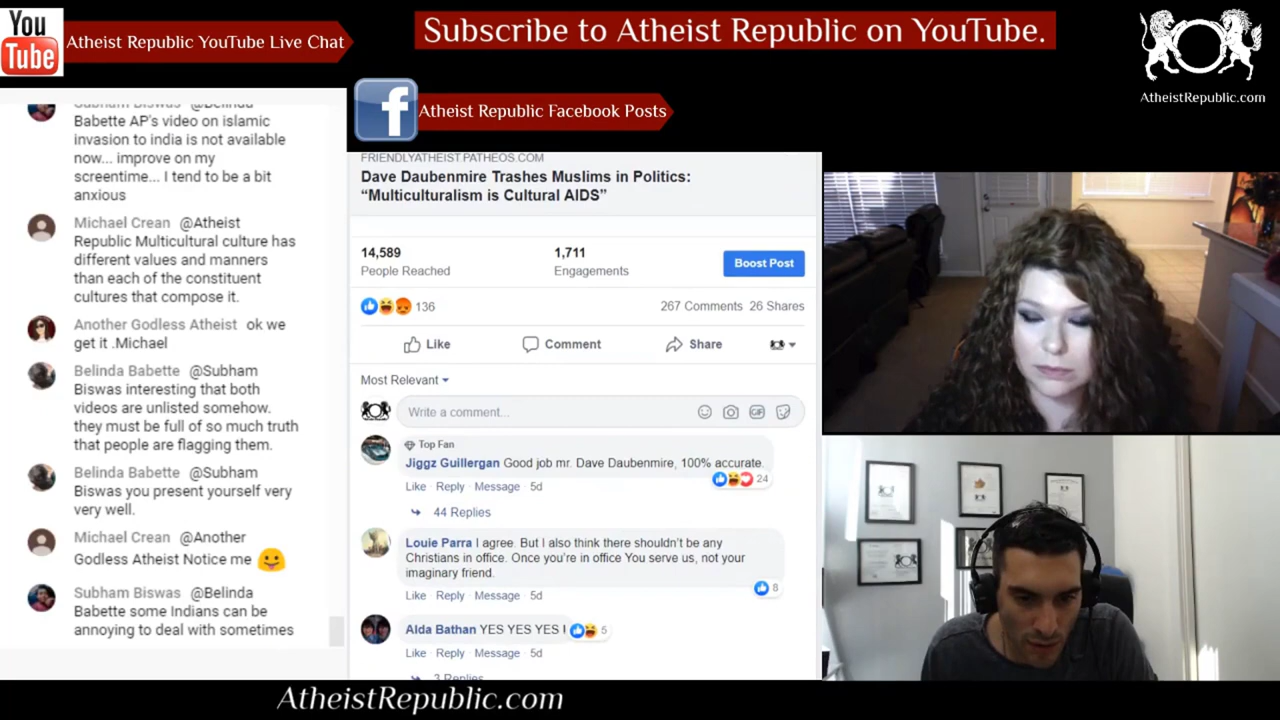 You
Tube
Atheist Republic YouTube Live Chat
Subscribe to Atheist Republic on YouTube.
AtheistRepublic.com
f
Atheist Republic Facebook Posts
Subham Biswas @Belinda
Babette AP's video on islamic
invasion to india is not available
now... improve on my
screentime... I tend to be a bit
anxious
Michael Crean @Atheist
Republic Multicultural culture has
different values and manners
than each of the constituent
cultures that compose it.
Another Godless Atheist ok we
get it .Michael
Belinda Babette @Subham
Biswas interesting that both
videos are unlisted somehow.
they must be full of so much truth
that people are flagging them.
Belinda Babette @Subham
Biswas you present yourself very
very well.
Michael Crean @Another
Godless Atheist Notice me 😛
Subham Biswas @Belinda
Babette some Indians can be
annoying to deal with sometimes
FRIENDLYATHEIST.PATHEOS.COM
Dave Daubenmire Trashes Muslims in Politics:
“Multiculturalism is Cultural AIDS”
14,589 1,711
People Reached Engagements
Boost Post
136 267 Comments 26 Shares
Like Comment Share
Most Relevant
Write a comment...
GIF
Top Fan
Jiggz Guillergan Good job mr. Dave Daubenmire, 100% accurate.
24
Like · Reply · Message · 5d
44 Replies
Louie Parra I agree. But I also think there shouldn't be any
Christians in office. Once you're in office You serve us, not your
imaginary friend.
8
Like · Reply · Message · 5d
Alda Bathan YES YES YES ! 5
Like · Reply · Message · 5d
3 Replies
AtheistRepublic.com